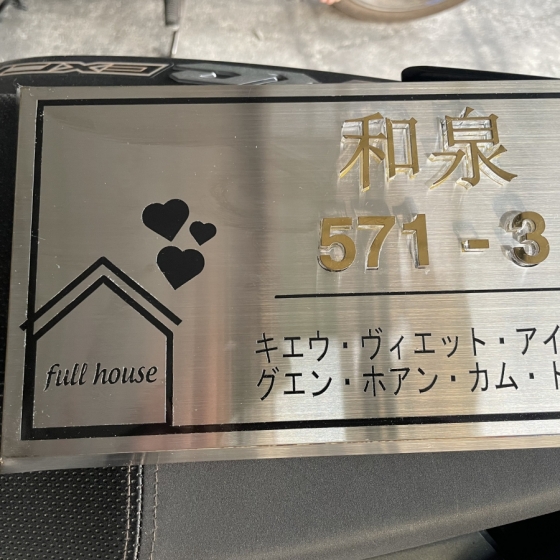 和泉
571 - 3
キエウ・ヴィエット・アイ
グエン・ホアン・カム・ト
full house